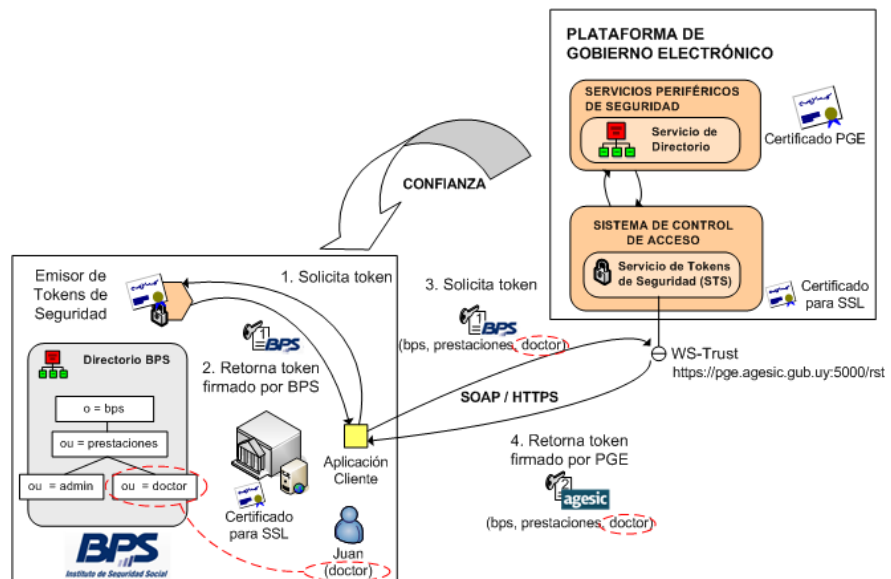 PLATAFORMA DE
GOBIERNO ELECTRÓNICO
SERVICIOS PERIFÉRICOS
DE SEGURIDAD
Servicio de
Directorio
Certificado PGE
CONFIANZA
SISTEMA DE CONTROL
DE ACCESO
Servicio de Tokens
de Seguridad (STS)
Certificado
para SSL
WS-Trust
https://pge.agesic.gub.uy:5000/rst
Emisor de
Tokens de
Seguridad
1. Solicita token
3. Solicita token
1
BPS
(bps, prestaciones, doctor)
1
BPS
2. Retorna token
firmado por BPS
SOAP / HTTPS
Directorio BPS
o = bps
ou = prestaciones
ou = admin
ou = doctor
Aplicación
Cliente
Certificado
para SSL
4. Retorna token
firmado por PGE
2
agesic
(bps, prestaciones, doctor)
Juan
(doctor)
BPS
Instituto de Seguridad Social